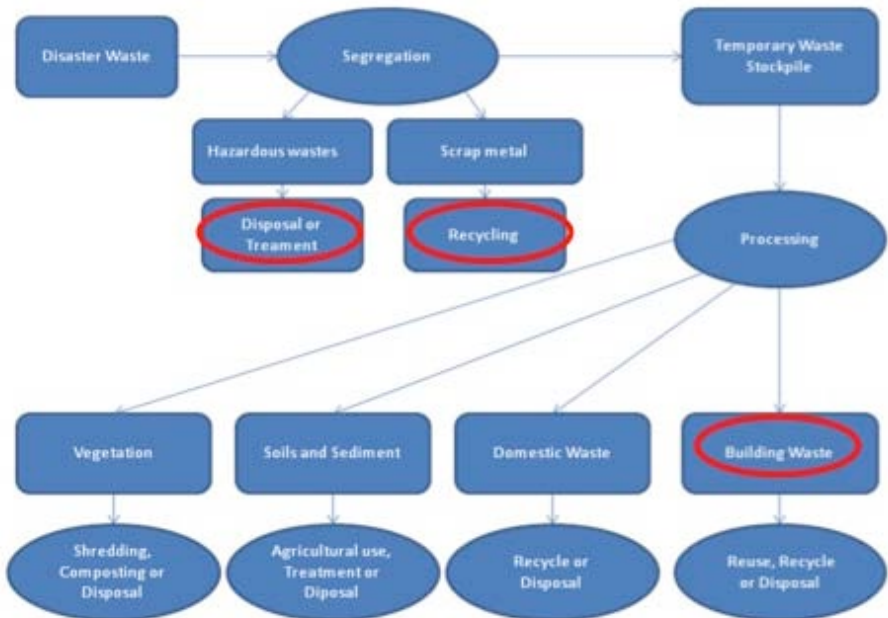 Disaster Waste
Segregation
Temporary Waste
Stockpile
Hazardous wastes
Scrap metal
Disposal or
Treament
Recycling
Processing
Vegetation
Soils and Sediment
Domestic Waste
Building Waste
Shredding,
Composting or
Disposal
Agricultural use,
Treatment or
Diposal
Recycle or
Disposal
Reuse, Recycle
or Disposal